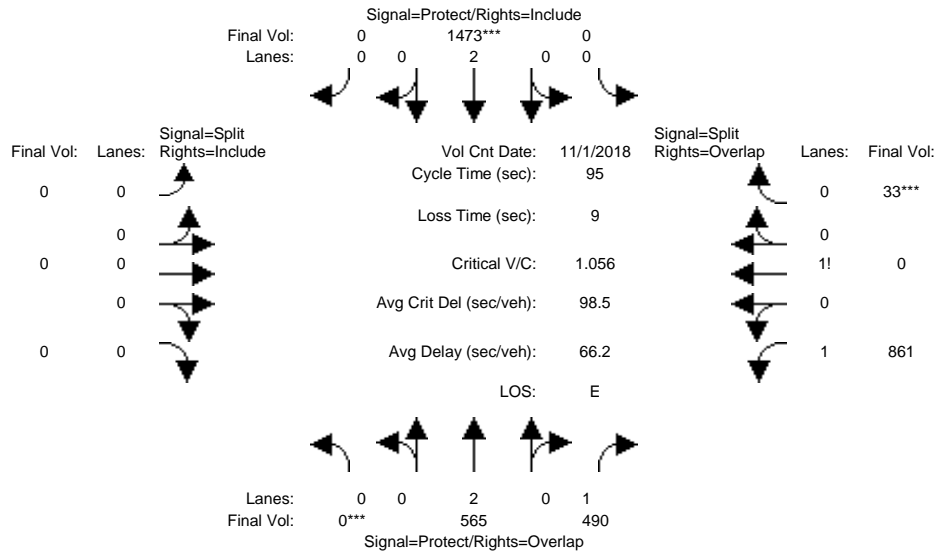 Signal=Protect/Rights=Include
Final Vol: 0 1473*** 0
Lanes: 0 0 2 0 0
Signal=Split Signal=Split
Final Vol: Lanes: Rights=Include Vol Cnt Date: 11/1/2018 Rights=Overlap Lanes: Final Vol:
Cycle Time (sec): 95
0 0 0 33***
Loss Time (sec): 9
0 0
0 0 Critical V/C: 1.056 1! 0
0 Avg Crit Del (sec/veh): 98.5 0
0 0 Avg Delay (sec/veh): 66.2 1 861
LOS: E
Lanes: 0 0 2 0 1
Final Vol: 0*** 565 490
Signal=Protect/Rights=Overlap